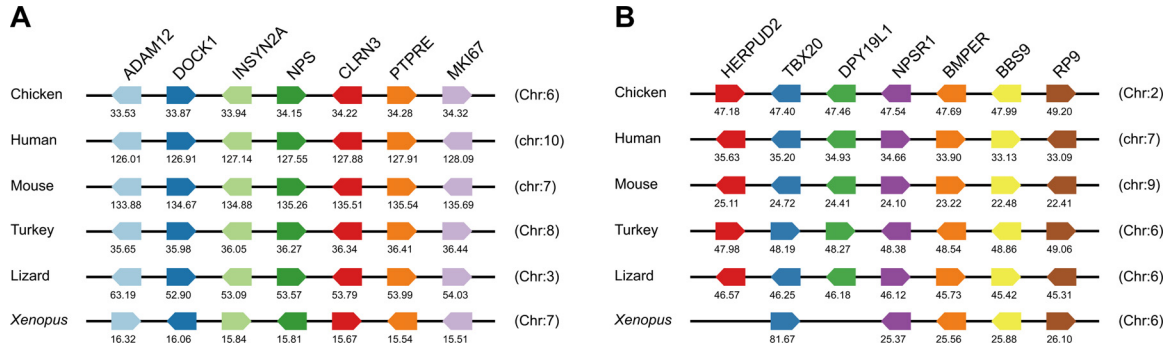 A
ADAM12 DOCK1 INSYN2A NPS CLRN3 PTPRE MKI67
Chicken (Chr:6)
33.53 33.87 33.94 34.15 34.22 34.28 34.32
Human (chr:10)
126.01 126.91 127.14 127.55 127.88 127.91 128.09
Mouse (chr:7)
133.88 134.67 134.88 135.26 135.51 135.54 135.69
Turkey (Chr:8)
35.65 35.98 36.05 36.27 36.34 36.41 36.44
Lizard (Chr:3)
63.19 52.90 53.09 53.57 53.79 53.99 54.03
Xenopus (Chr:7)
16.32 16.06 15.84 15.81 15.67 15.54 15.51
B
HERPUD2 TBX20 DPY19L1 NPSR1 BMPER BBS9 RP9
Chicken (Chr:2)
47.18 47.40 47.46 47.54 47.69 47.99 49.20
Human (chr:7)
35.63 35.20 34.93 34.66 33.90 33.13 33.09
Mouse (chr:9)
25.11 24.72 24.41 24.10 23.22 22.48 22.41
Turkey (Chr:6)
47.98 48.19 48.27 48.38 48.54 48.86 49.06
Lizard (Chr:6)
46.57 46.25 46.18 46.12 45.73 45.42 45.31
Xenopus (Chr:6)
81.67 25.37 25.56 25.88 26.10